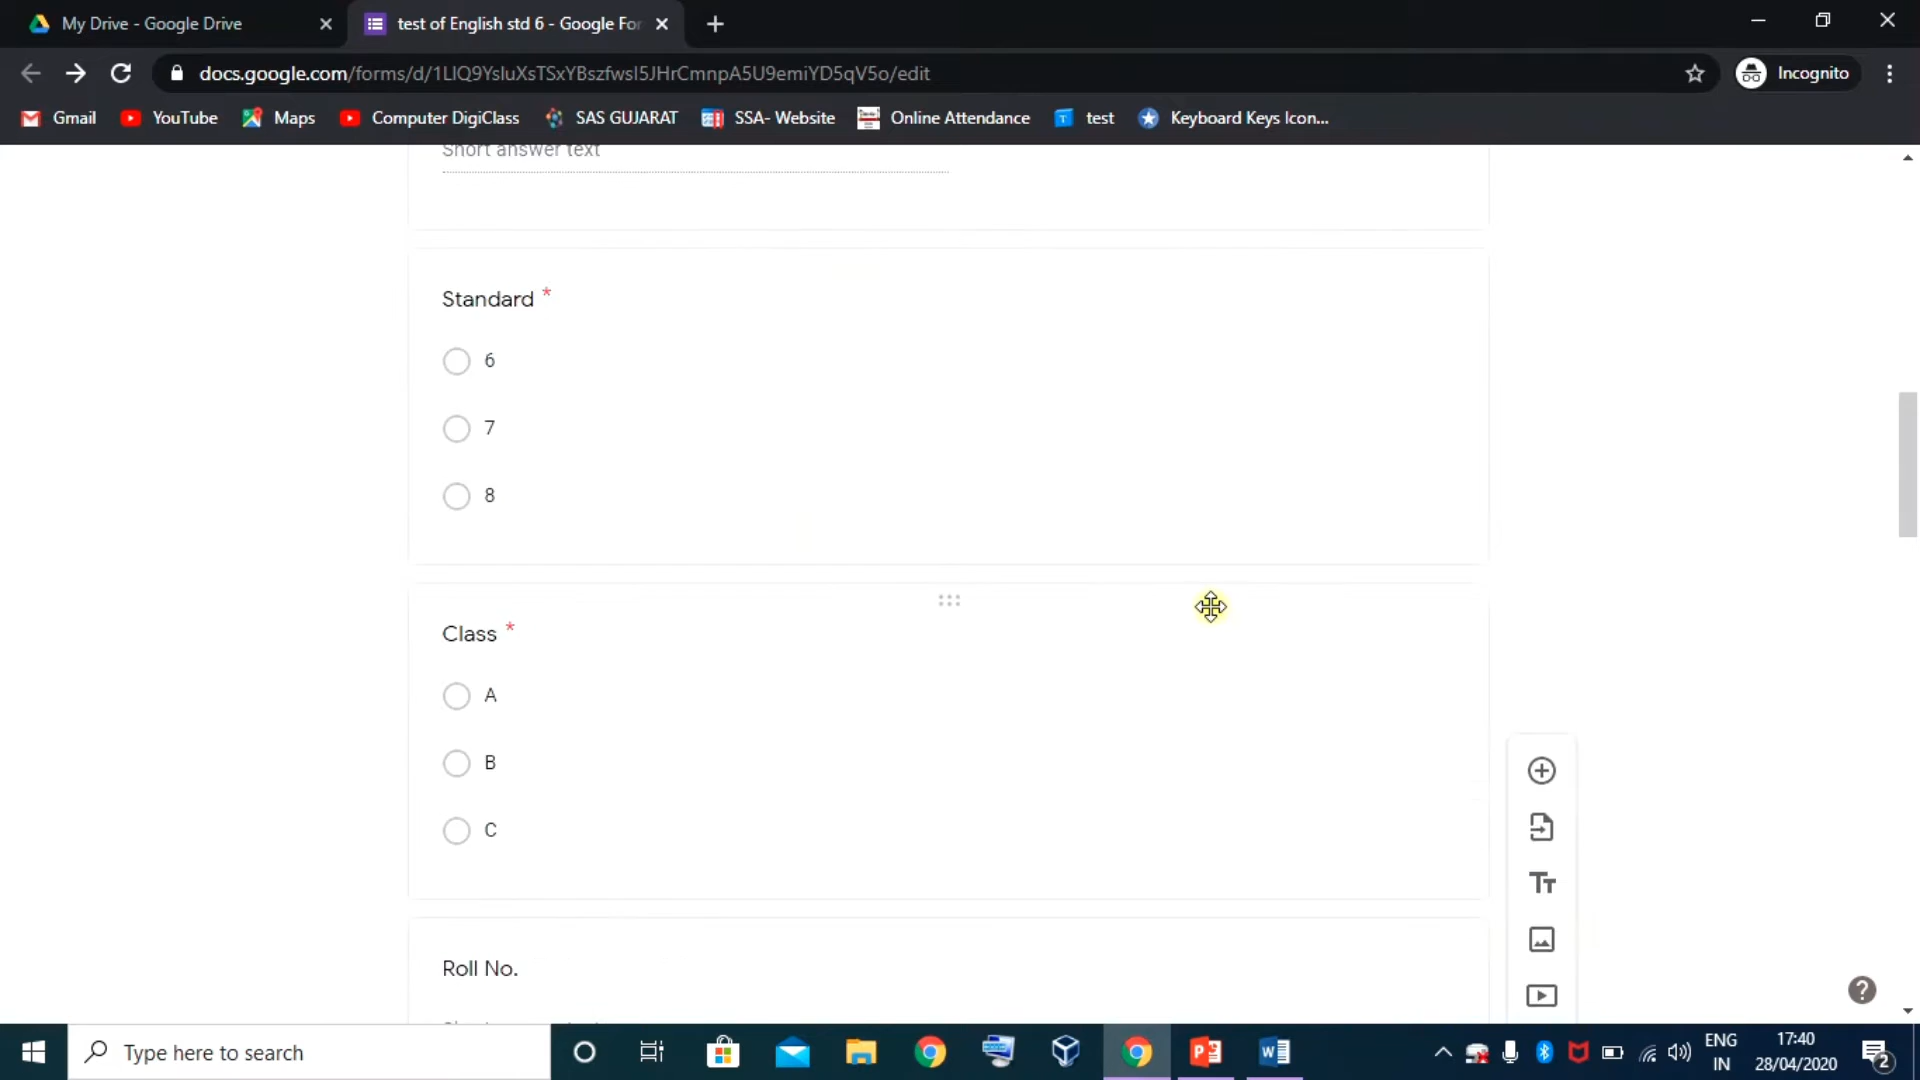 My Drive - Google Drive
test of English std 6 - Google For
docs.google.com/forms/d/1LIQ9YsluXsTSxYBszfwsI5JHrCmnpA5U9emiYD5qV5o/edit
Incognito
Gmail
YouTube
Maps
Computer DigiClass
SAS GUJARAT
SSA- Website
Online Attendance
test
Keyboard Keys Icon...
Short answer text
Standard *
6
7
8
Class *
A
B
C
Roll No.
Type here to search
ENG
IN
17:40
28/04/2020
2